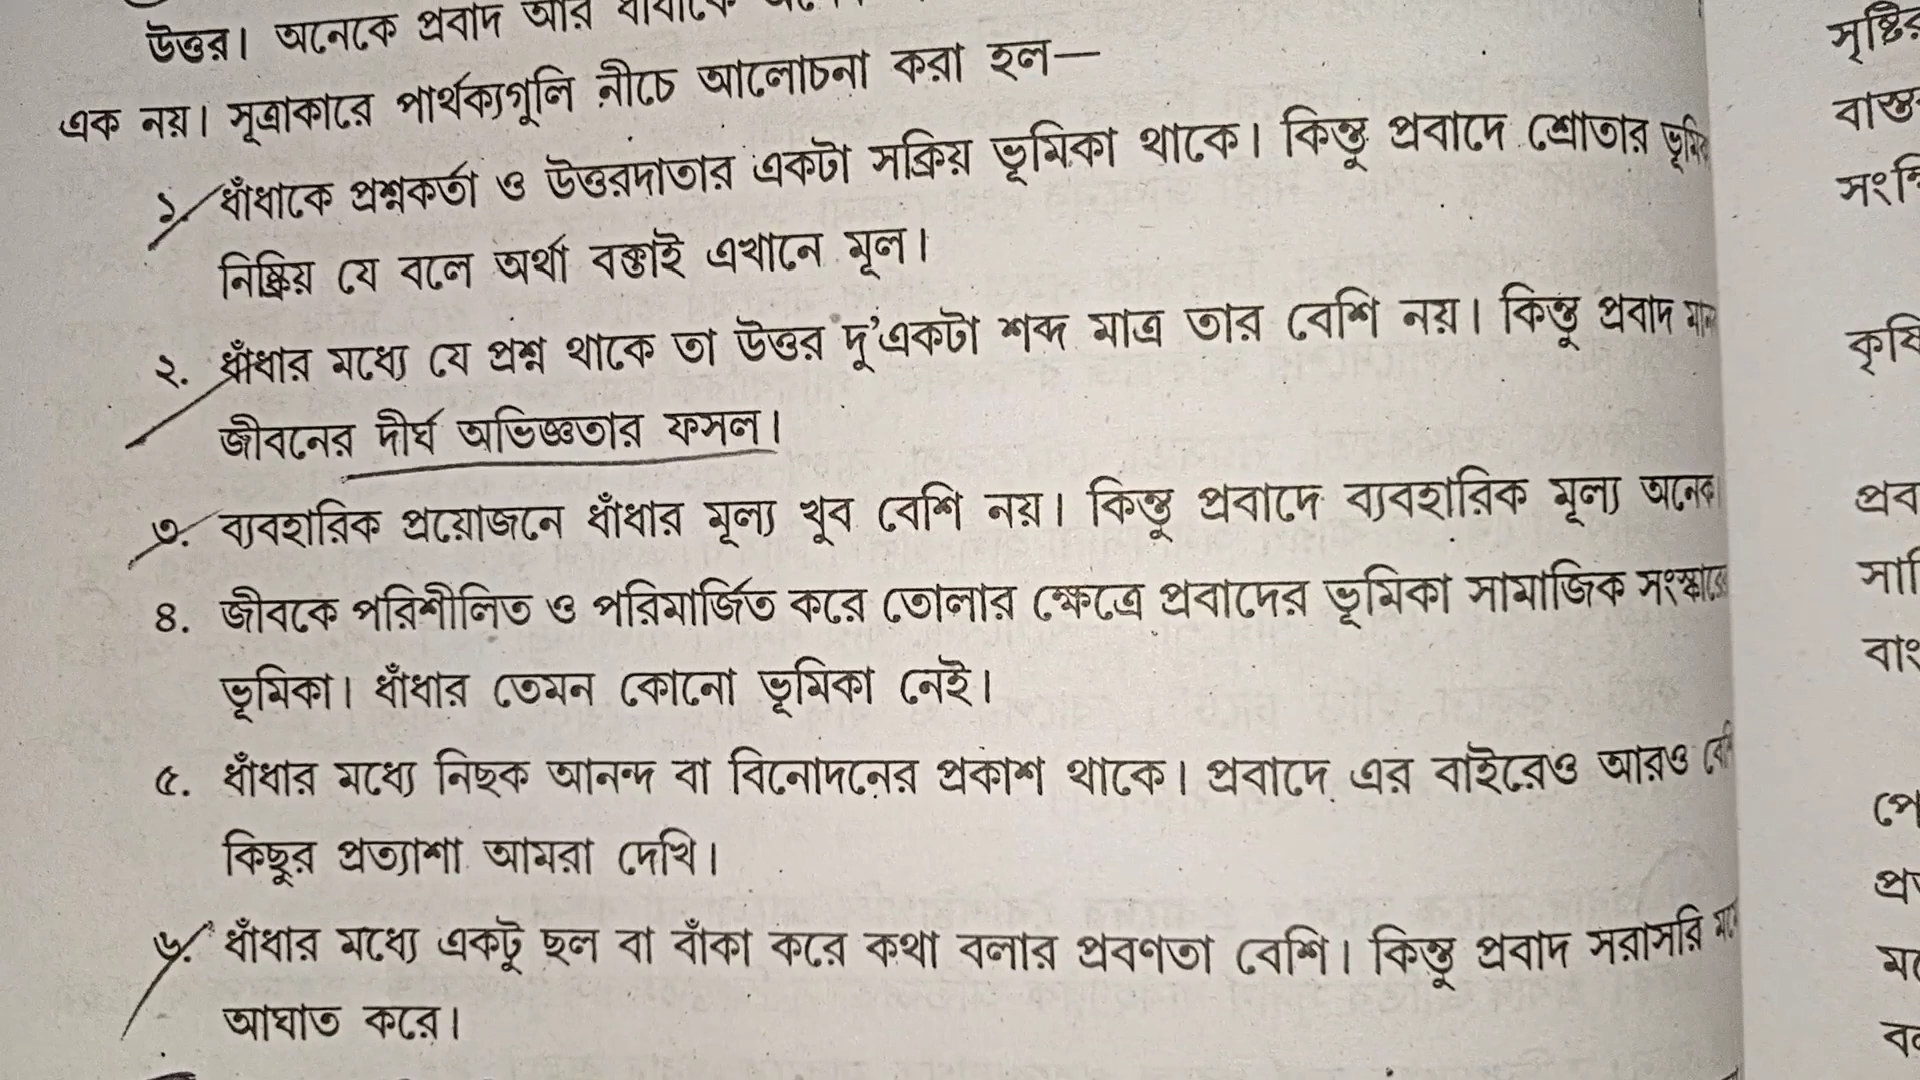 উত্তর। অনেকে প্রবাদ আর
এক নয়। সূত্রাকারে পার্থক্যগুলি নীচে আলোচনা করা হল—
১. ধাঁধাকে প্রশ্নকর্তা ও উত্তরদাতার একটা সক্রিয় ভূমিকা থাকে। কিন্তু প্রবাদে শ্রোতার
নিষ্ক্রিয় যে বলে অর্থা বক্তাই এখানে মূল।
২. ধাঁধার মধ্যে যে প্রশ্ন থাকে তা উত্তর দু'একটা শব্দ মাত্র তার বেশি নয়। কিন্তু প্রবাদ
জীবনের দীর্ঘ অভিজ্ঞতার ফসল।
৩. ব্যবহারিক প্রয়োজনে ধাঁধার মূল্য খুব বেশি নয়। কিন্তু প্রবাদে ব্যবহারিক মূল্য অনেক
৪. জীবকে পরিশীলিত ও পরিমার্জিত করে তোলার ক্ষেত্রে প্রবাদের ভূমিকা সামাজিক
ভূমিকা। ধাঁধার তেমন কোনো ভূমিকা নেই।
৫. ধাঁধার মধ্যে নিছক আনন্দ বা বিনোদনের প্রকাশ থাকে। প্রবাদে এর বাইরেও আরও
কিছুর প্রত্যাশা আমরা দেখি।
৬. ধাঁধার মধ্যে একটু ছল বা বাঁকা করে কথা বলার প্রবণতা বেশি। কিন্তু প্রবাদ সরাসরি
আঘাত করে।